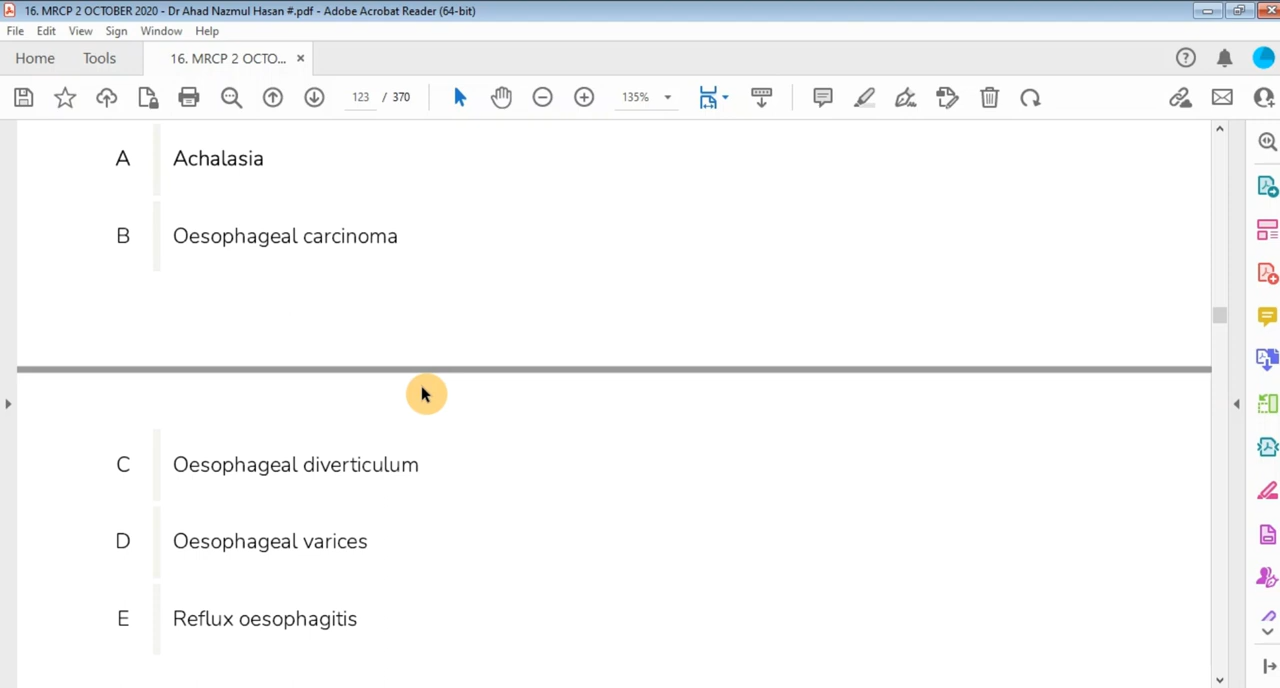 16. MRCP 2 OCTOBER 2020 - Dr Ahad Nazmul Hasan #.pdf - Adobe Acrobat Reader (64-bit)
File Edit View Sign Window Help
Home Tools 16. MRCP 2 OCTO... ×
123 / 370 135%
A Achalasia
B Oesophageal carcinoma
C Oesophageal diverticulum
D Oesophageal varices
E Reflux oesophagitis